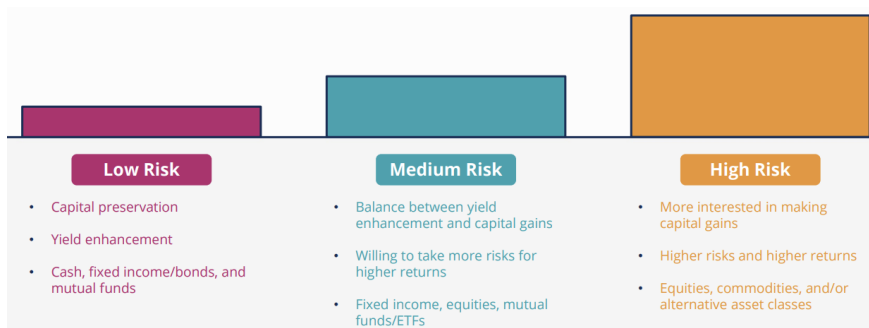 Low Risk
• Capital preservation
• Yield enhancement
• Cash, fixed income/bonds, and
mutual funds
Medium Risk
• Balance between yield
enhancement and capital gains
• Willing to take more risks for
higher returns
• Fixed income, equities, mutual
funds/ETFs
High Risk
• More interested in making
capital gains
• Higher risks and higher returns
• Equities, commodities, and/or
alternative asset classes